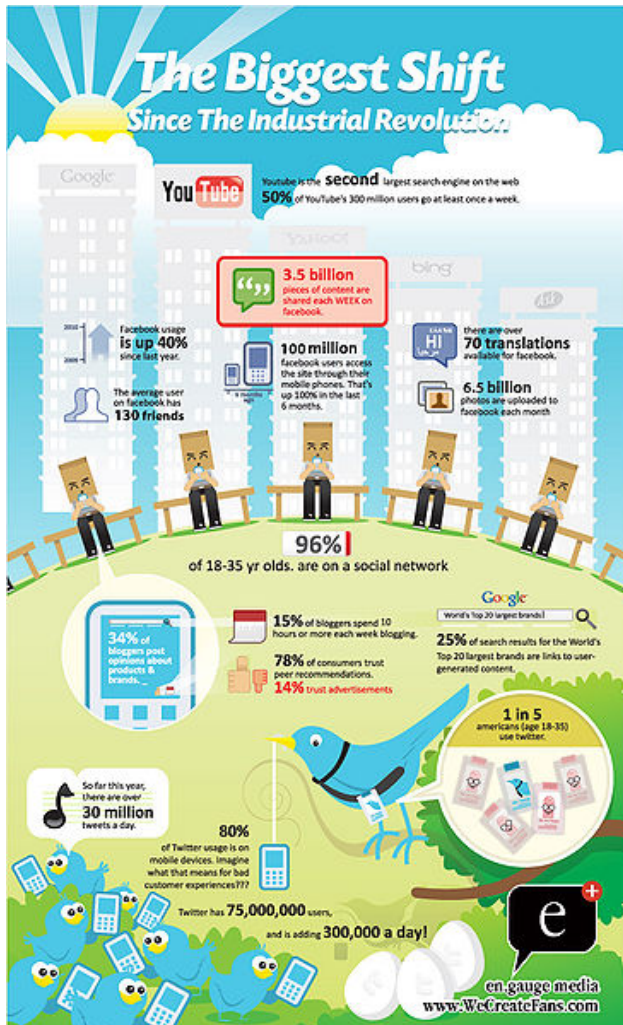 The Biggest Shift
Since The Industrial Revolution
Google
YouTube
Youtube is the second largest search engine on the web
50% of YouTube's 300 million users go at least once a week.
YAHOO!
bing
Ask
3.5 billion
pieces of content are
shared each WEEK on
facebook.
2010
2009
Facebook usage
is up 40%
since last year.
The average user
on facebook has
130 friends
6 months
ago
100 million
facebook users access
the site through their
mobile phones. That's
up 100% in the last
6 months.
HI
there are over
70 translations
available for facebook.
6.5 billion
photos are uploaded to
facebook each month
96%
of 18-35 yr olds. are on a social network
34% of
bloggers post
opinions about
products &
brands.
15% of bloggers spend 10
hours or more each week blogging.
78% of consumers trust
peer recommendations.
14% trust advertisements
Google
World's Top 20 largest brands
25% of search results for the World's
Top 20 largest brands are links to user-
generated content.
1 in 5
americans (age 18-35)
use twitter.
So far this year,
there are over
30 million
tweets a day.
80%
of Twitter usage is on
mobile devices. Imagine
what that means for bad
customer experiences???
Twitter has 75,000,000 users,
and is adding 300,000 a day!
e
en.gauge media
www.WeCreateFans.com